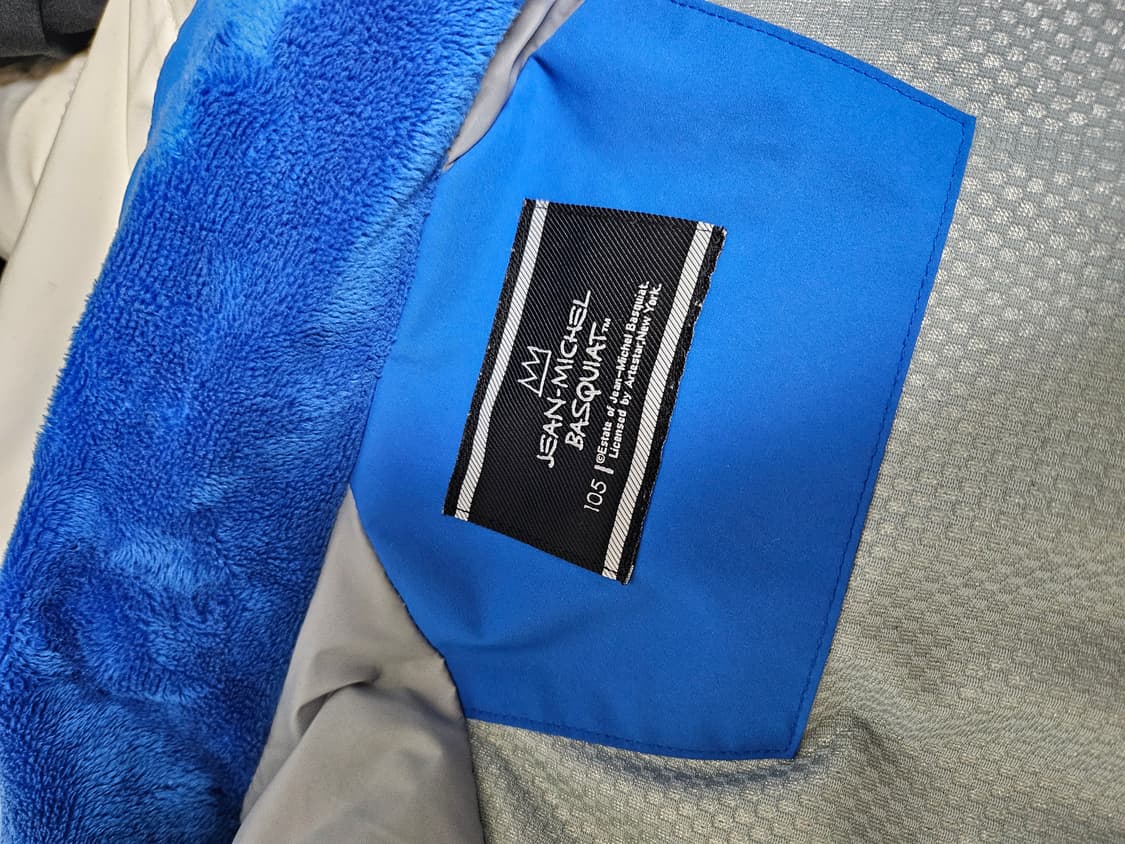 JEAN-MICHEL
BASQUIAT™
105 | ©Estate of Jean-Michel Basquiat.
Licensed by Artestar,New York.